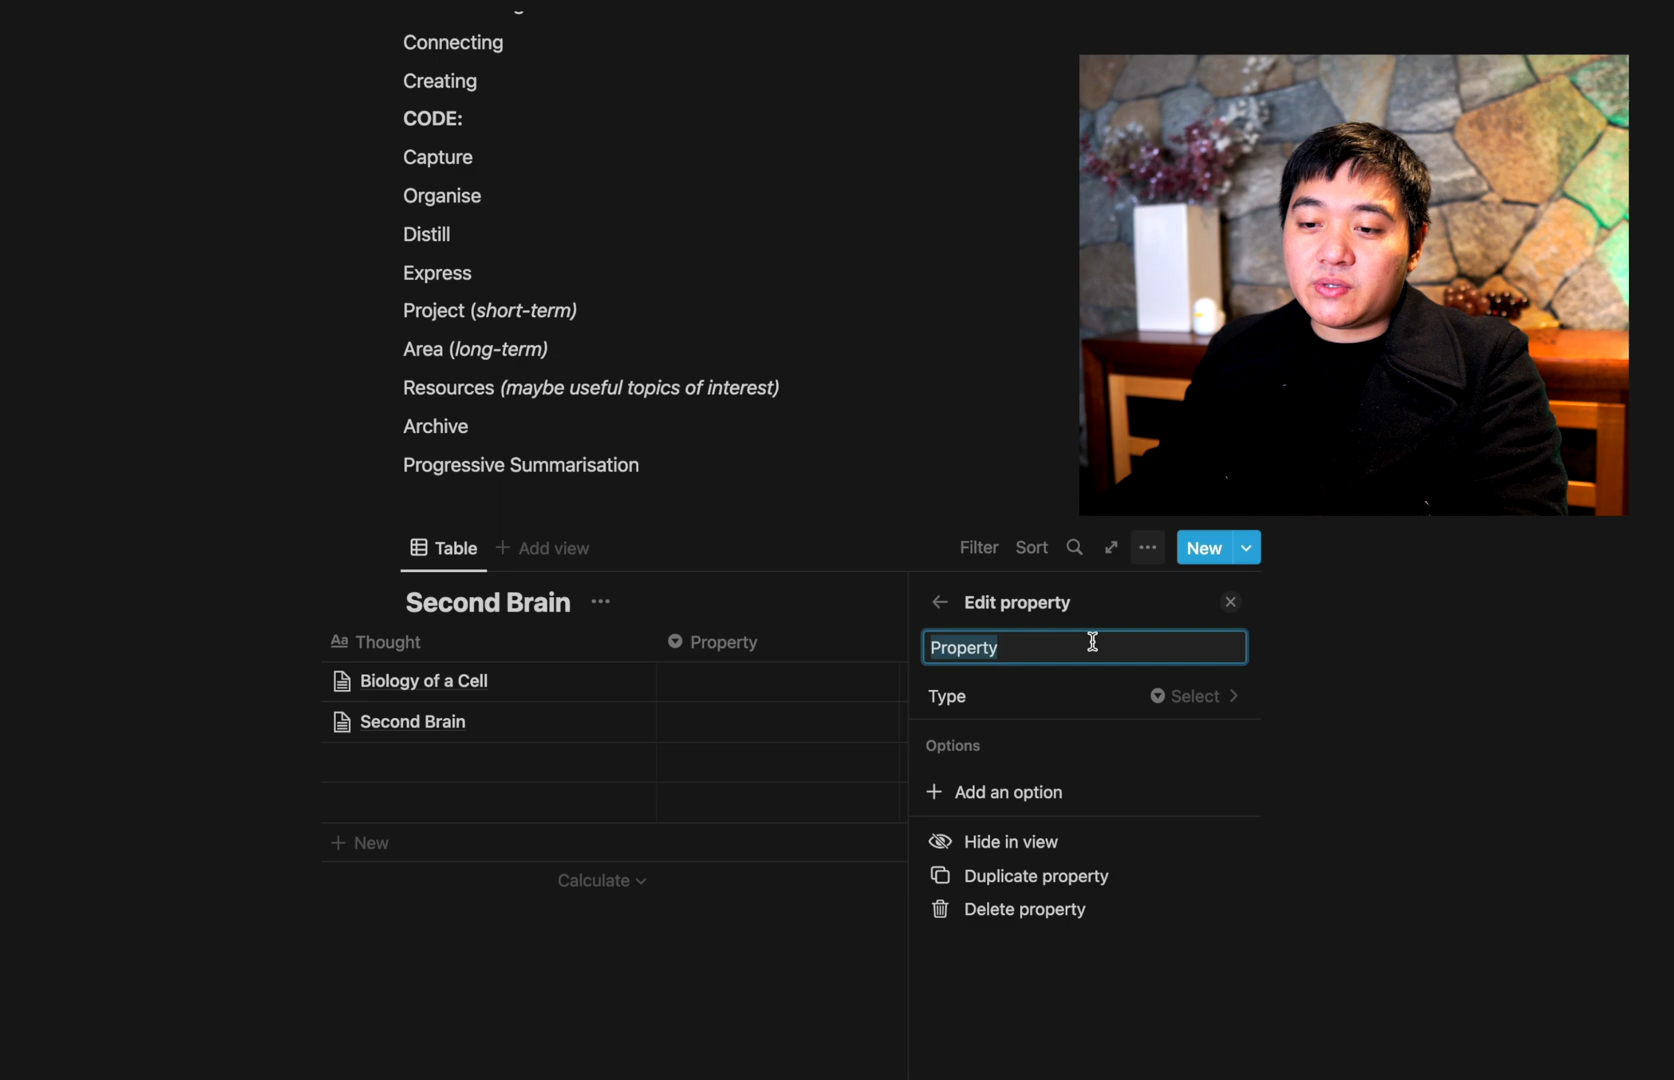 Connecting
Creating
CODE:
Capture
Organise
Distill
Express
Project (short-term)
Area (long-term)
Resources (maybe useful topics of interest)
Archive
Progressive Summarisation
Table + Add view Filter Sort New
Second Brain ...
Edit property
Aa Thought Property
Property
Biology of a Cell
Type Select
Second Brain
Options
+ Add an option
+ New
Hide in view
Calculate
Duplicate property
Delete property